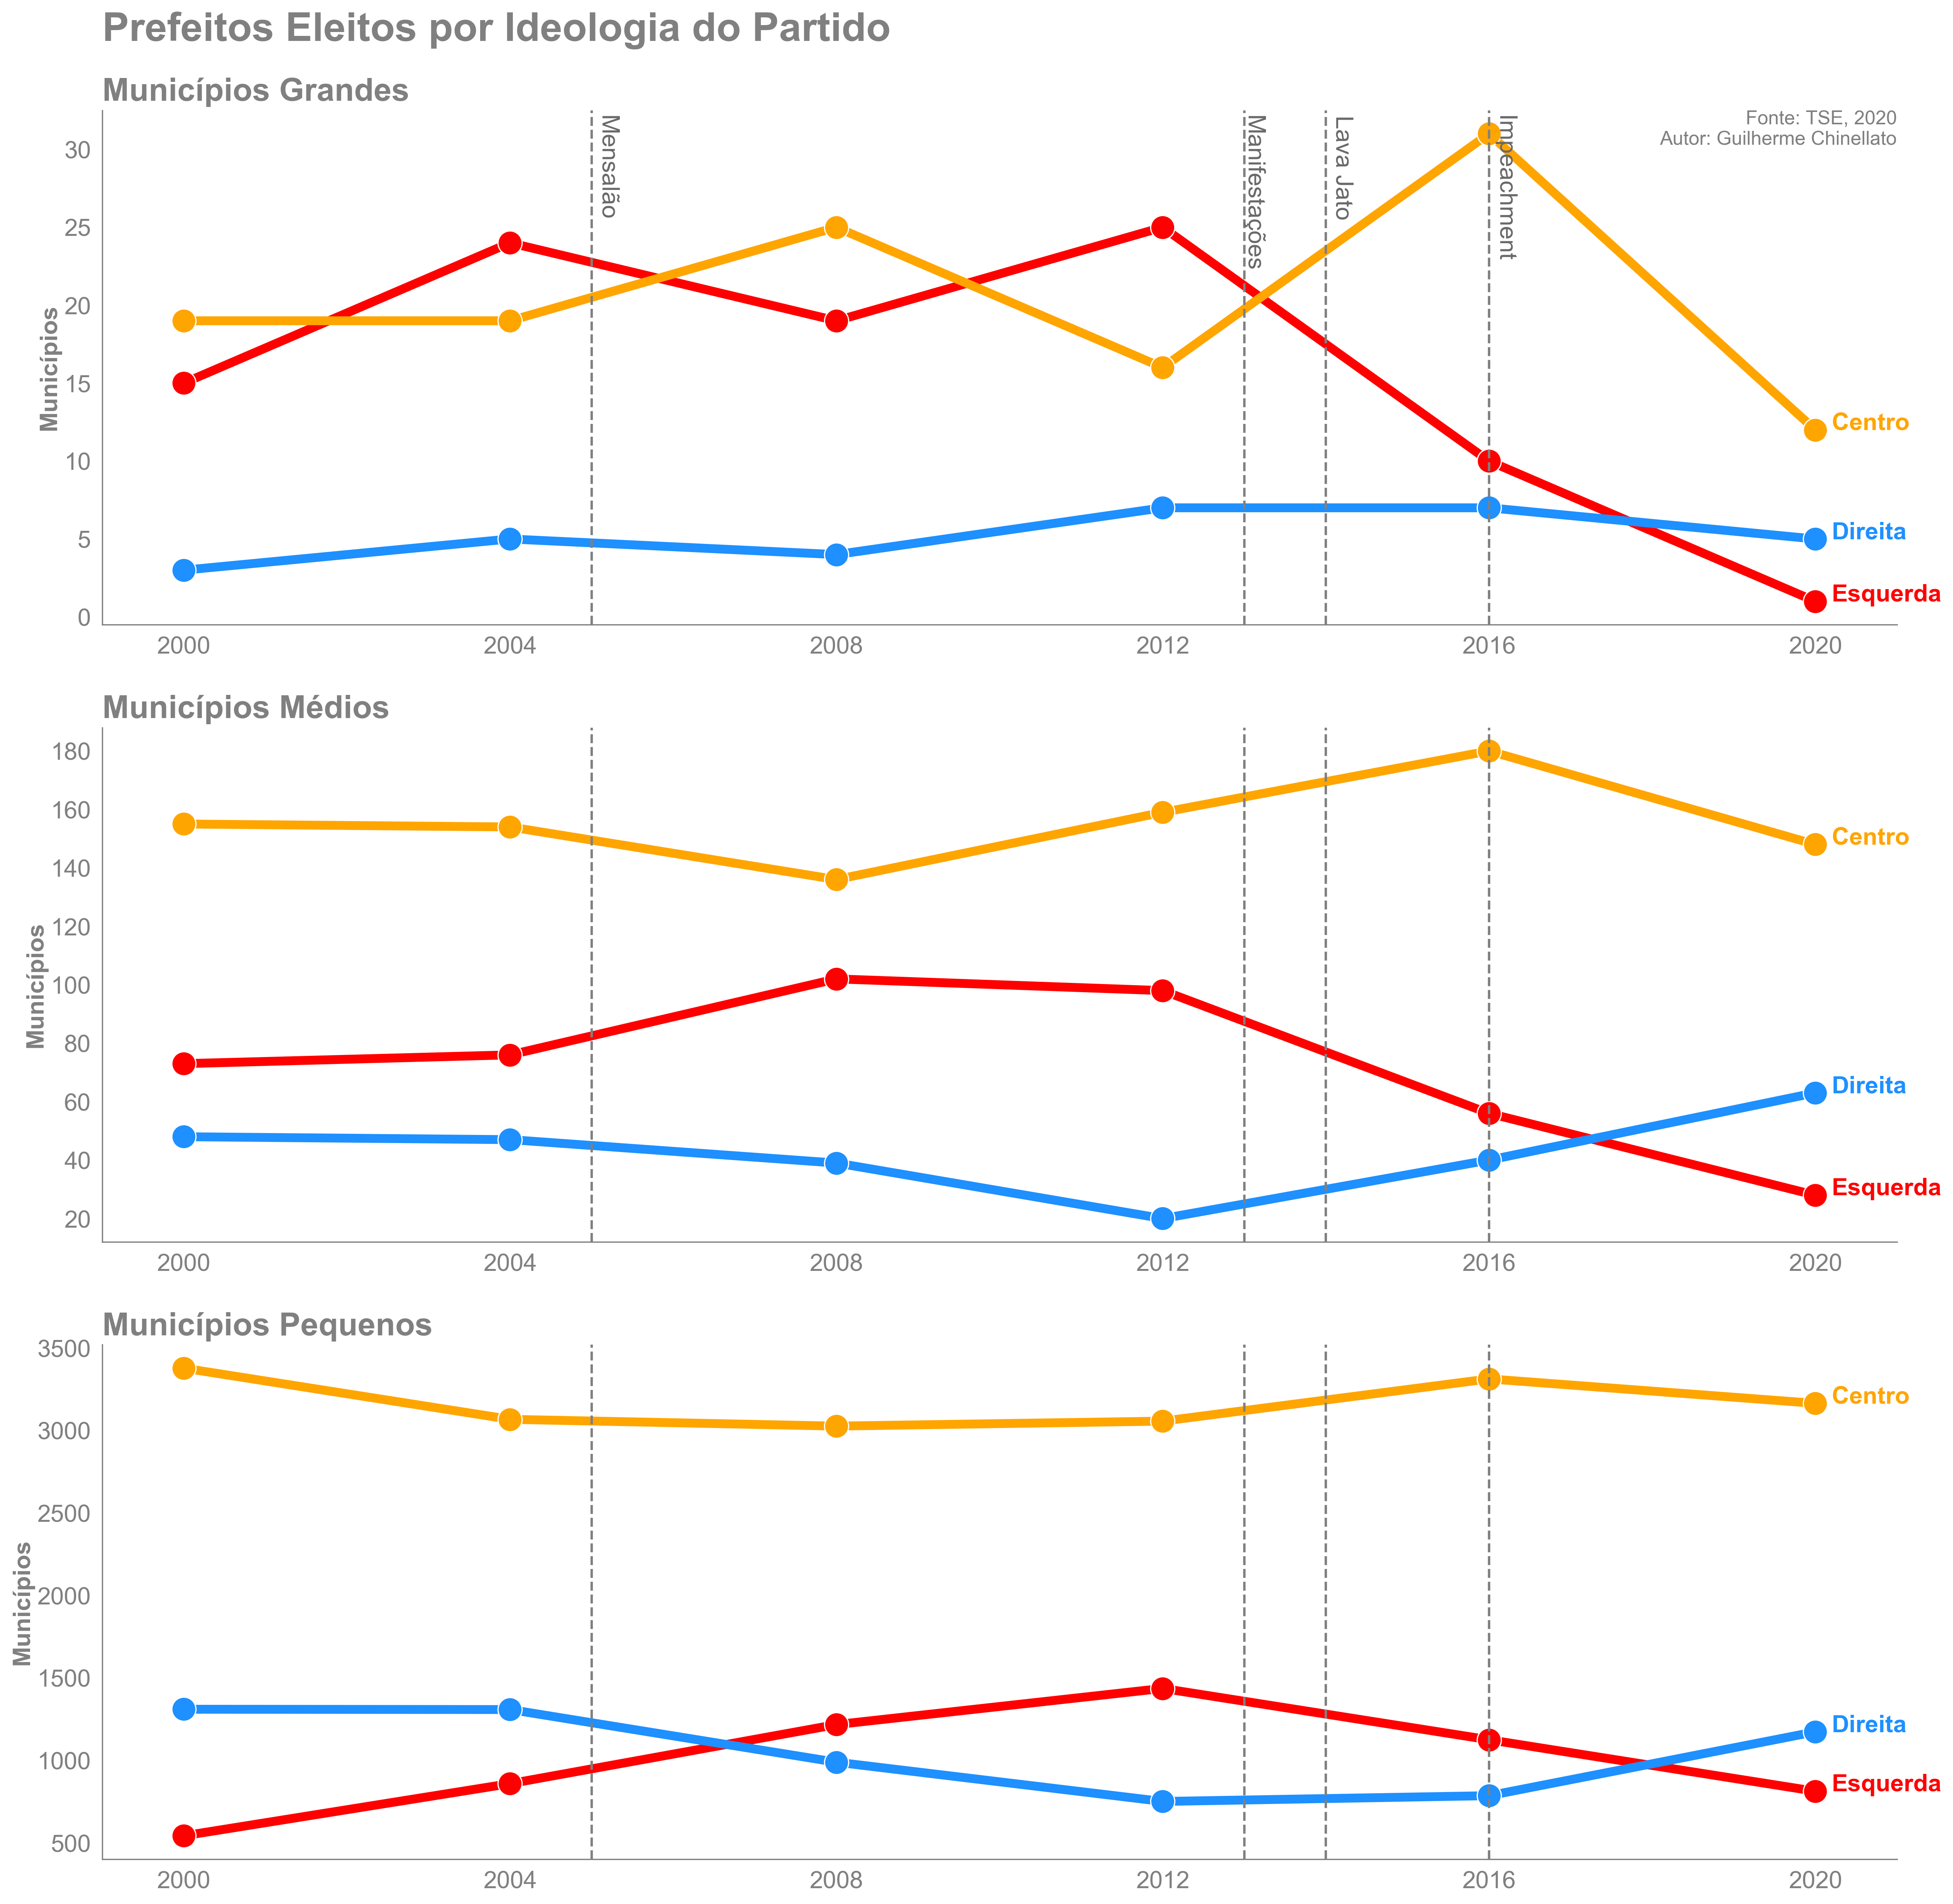 Prefeitos Eleitos por Ideologia do Partido
Municípios Grandes
Fonte: TSE, 2020
Autor: Guilherme Chinellato
Mensalão
Manifestações
Lava Jato
Impeachment
Municípios
30
25
20
15
10
5
0
Centro
Direita
Esquerda
2000 2004 2008 2012 2016 2020
Municípios Médios
Municípios
180
160
140
120
100
80
60
40
20
Centro
Direita
Esquerda
2000 2004 2008 2012 2016 2020
Municípios Pequenos
Municípios
3500
3000
2500
2000
1500
1000
500
Centro
Direita
Esquerda
2000 2004 2008 2012 2016 2020